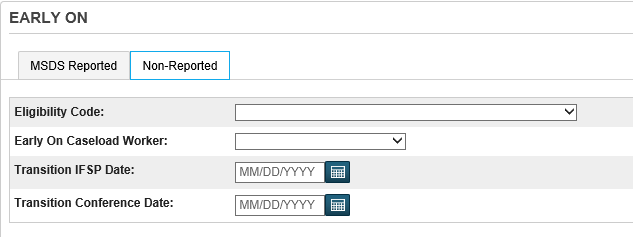 EARLY ON
MSDS Reported Non-Reported
Eligibility Code:
Early On Caseload Worker:
Transition IFSP Date: MM/DD/YYYY
Transition Conference Date: MM/DD/YYYY